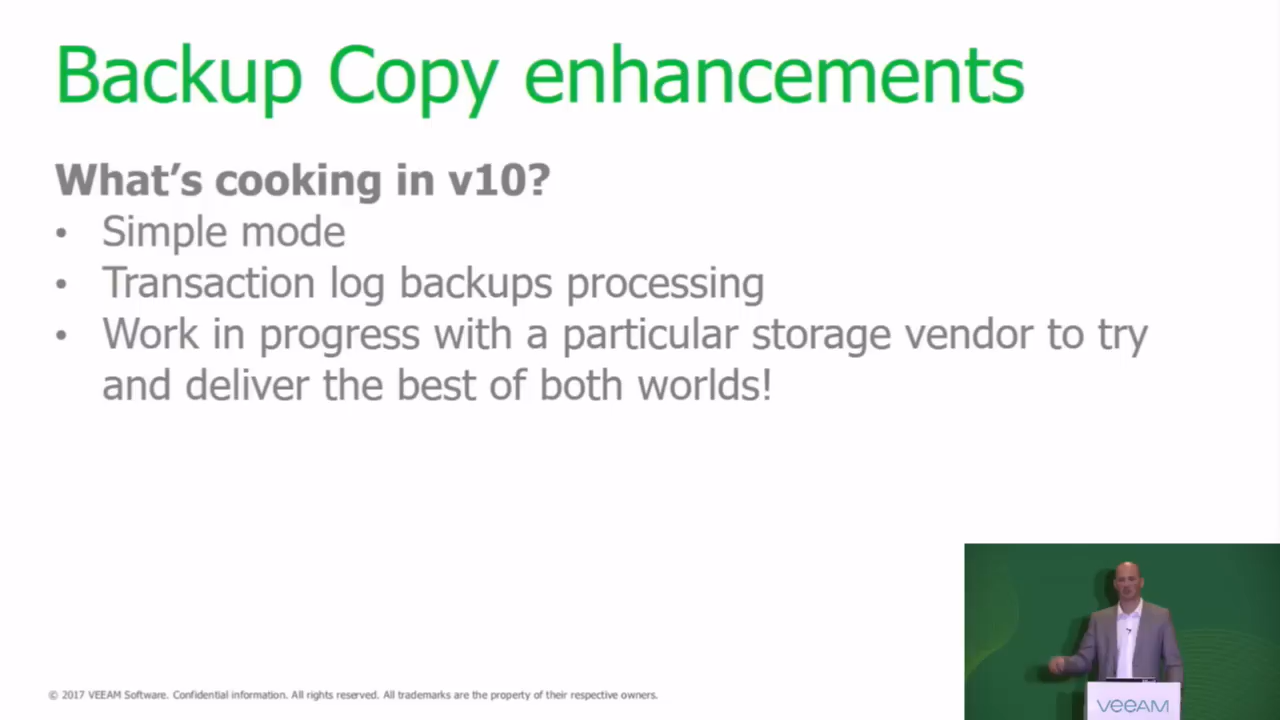 Backup Copy enhancements
What's cooking in v10?
• Simple mode
• Transaction log backups processing
• Work in progress with a particular storage vendor to try
and deliver the best of both worlds!
© 2017 VEEAM Software. Confidential information. All rights reserved. All trademarks are the property of their respective owners.
veeAM